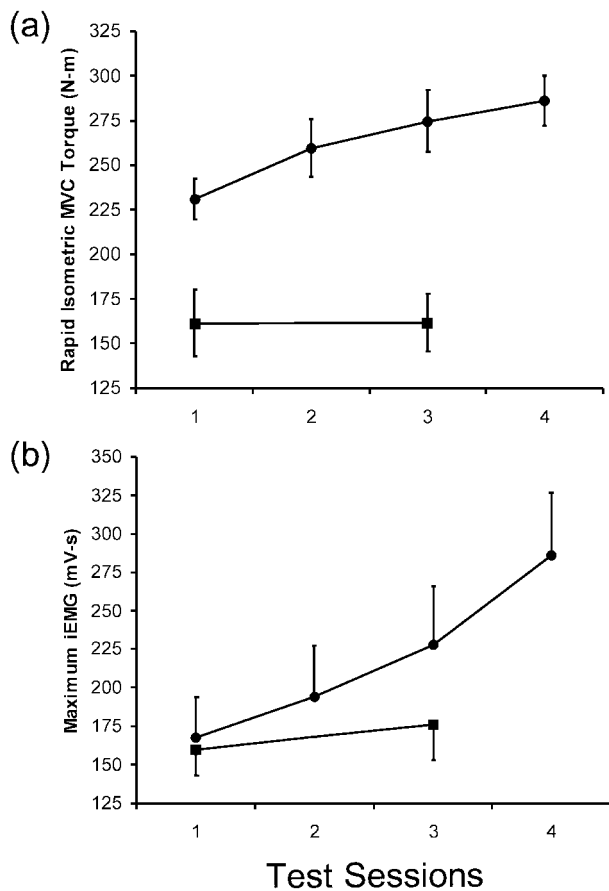 (a)
Rapid Isometric MVC Torque (N-m)
325
300
275
250
225
200
175
150
125
1 2 3 4
(b)
Maximum iEMG (mV-s)
350
325
300
275
250
225
200
175
150
125
1 2 3 4
Test Sessions